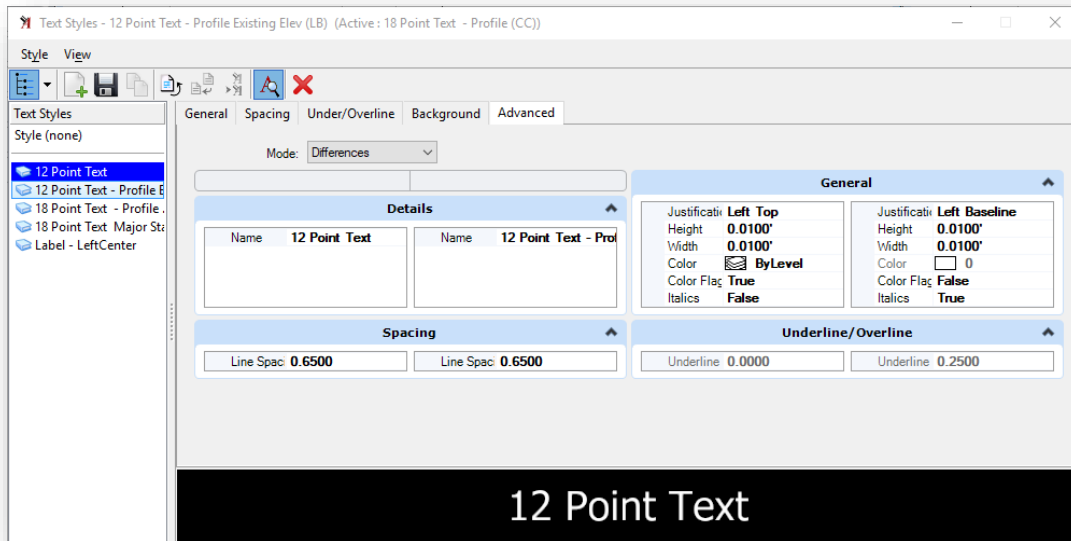 Text Styles - 12 Point Text - Profile Existing Elev (LB) (Active : 18 Point Text - Profile (CC))
Style View
Text Styles
Style (none)
12 Point Text
12 Point Text - Profile E
18 Point Text - Profile .
18 Point Text Major Sta
Label - LeftCenter
General Spacing Under/Overline Background Advanced
Mode: Differences
Details
Name 12 Point Text Name 12 Point Text - Prof
Spacing
Line Spac 0.6500 Line Spac 0.6500
General
Justificatic Left Top Justificatic Left Baseline
Height 0.0100' Height 0.0100'
Width 0.0100' Width 0.0100'
Color ByLevel Color 0
Color Flag True Color Flag False
Italics False Italics True
Underline/Overline
Underline 0.0000 Underline 0.2500
12 Point Text